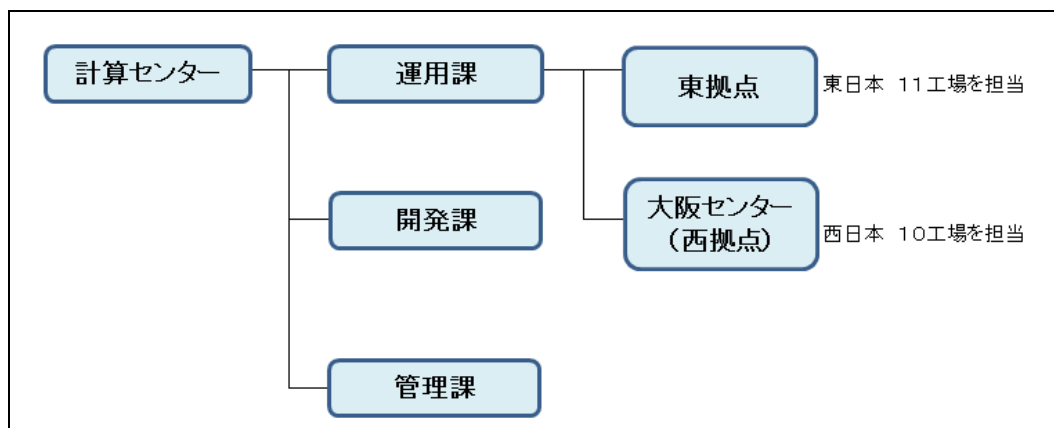 計算センター
運用課
東拠点
東日本 11工場を担当
開発課
大阪センター
(西拠点)
西日本 10工場を担当
管理課